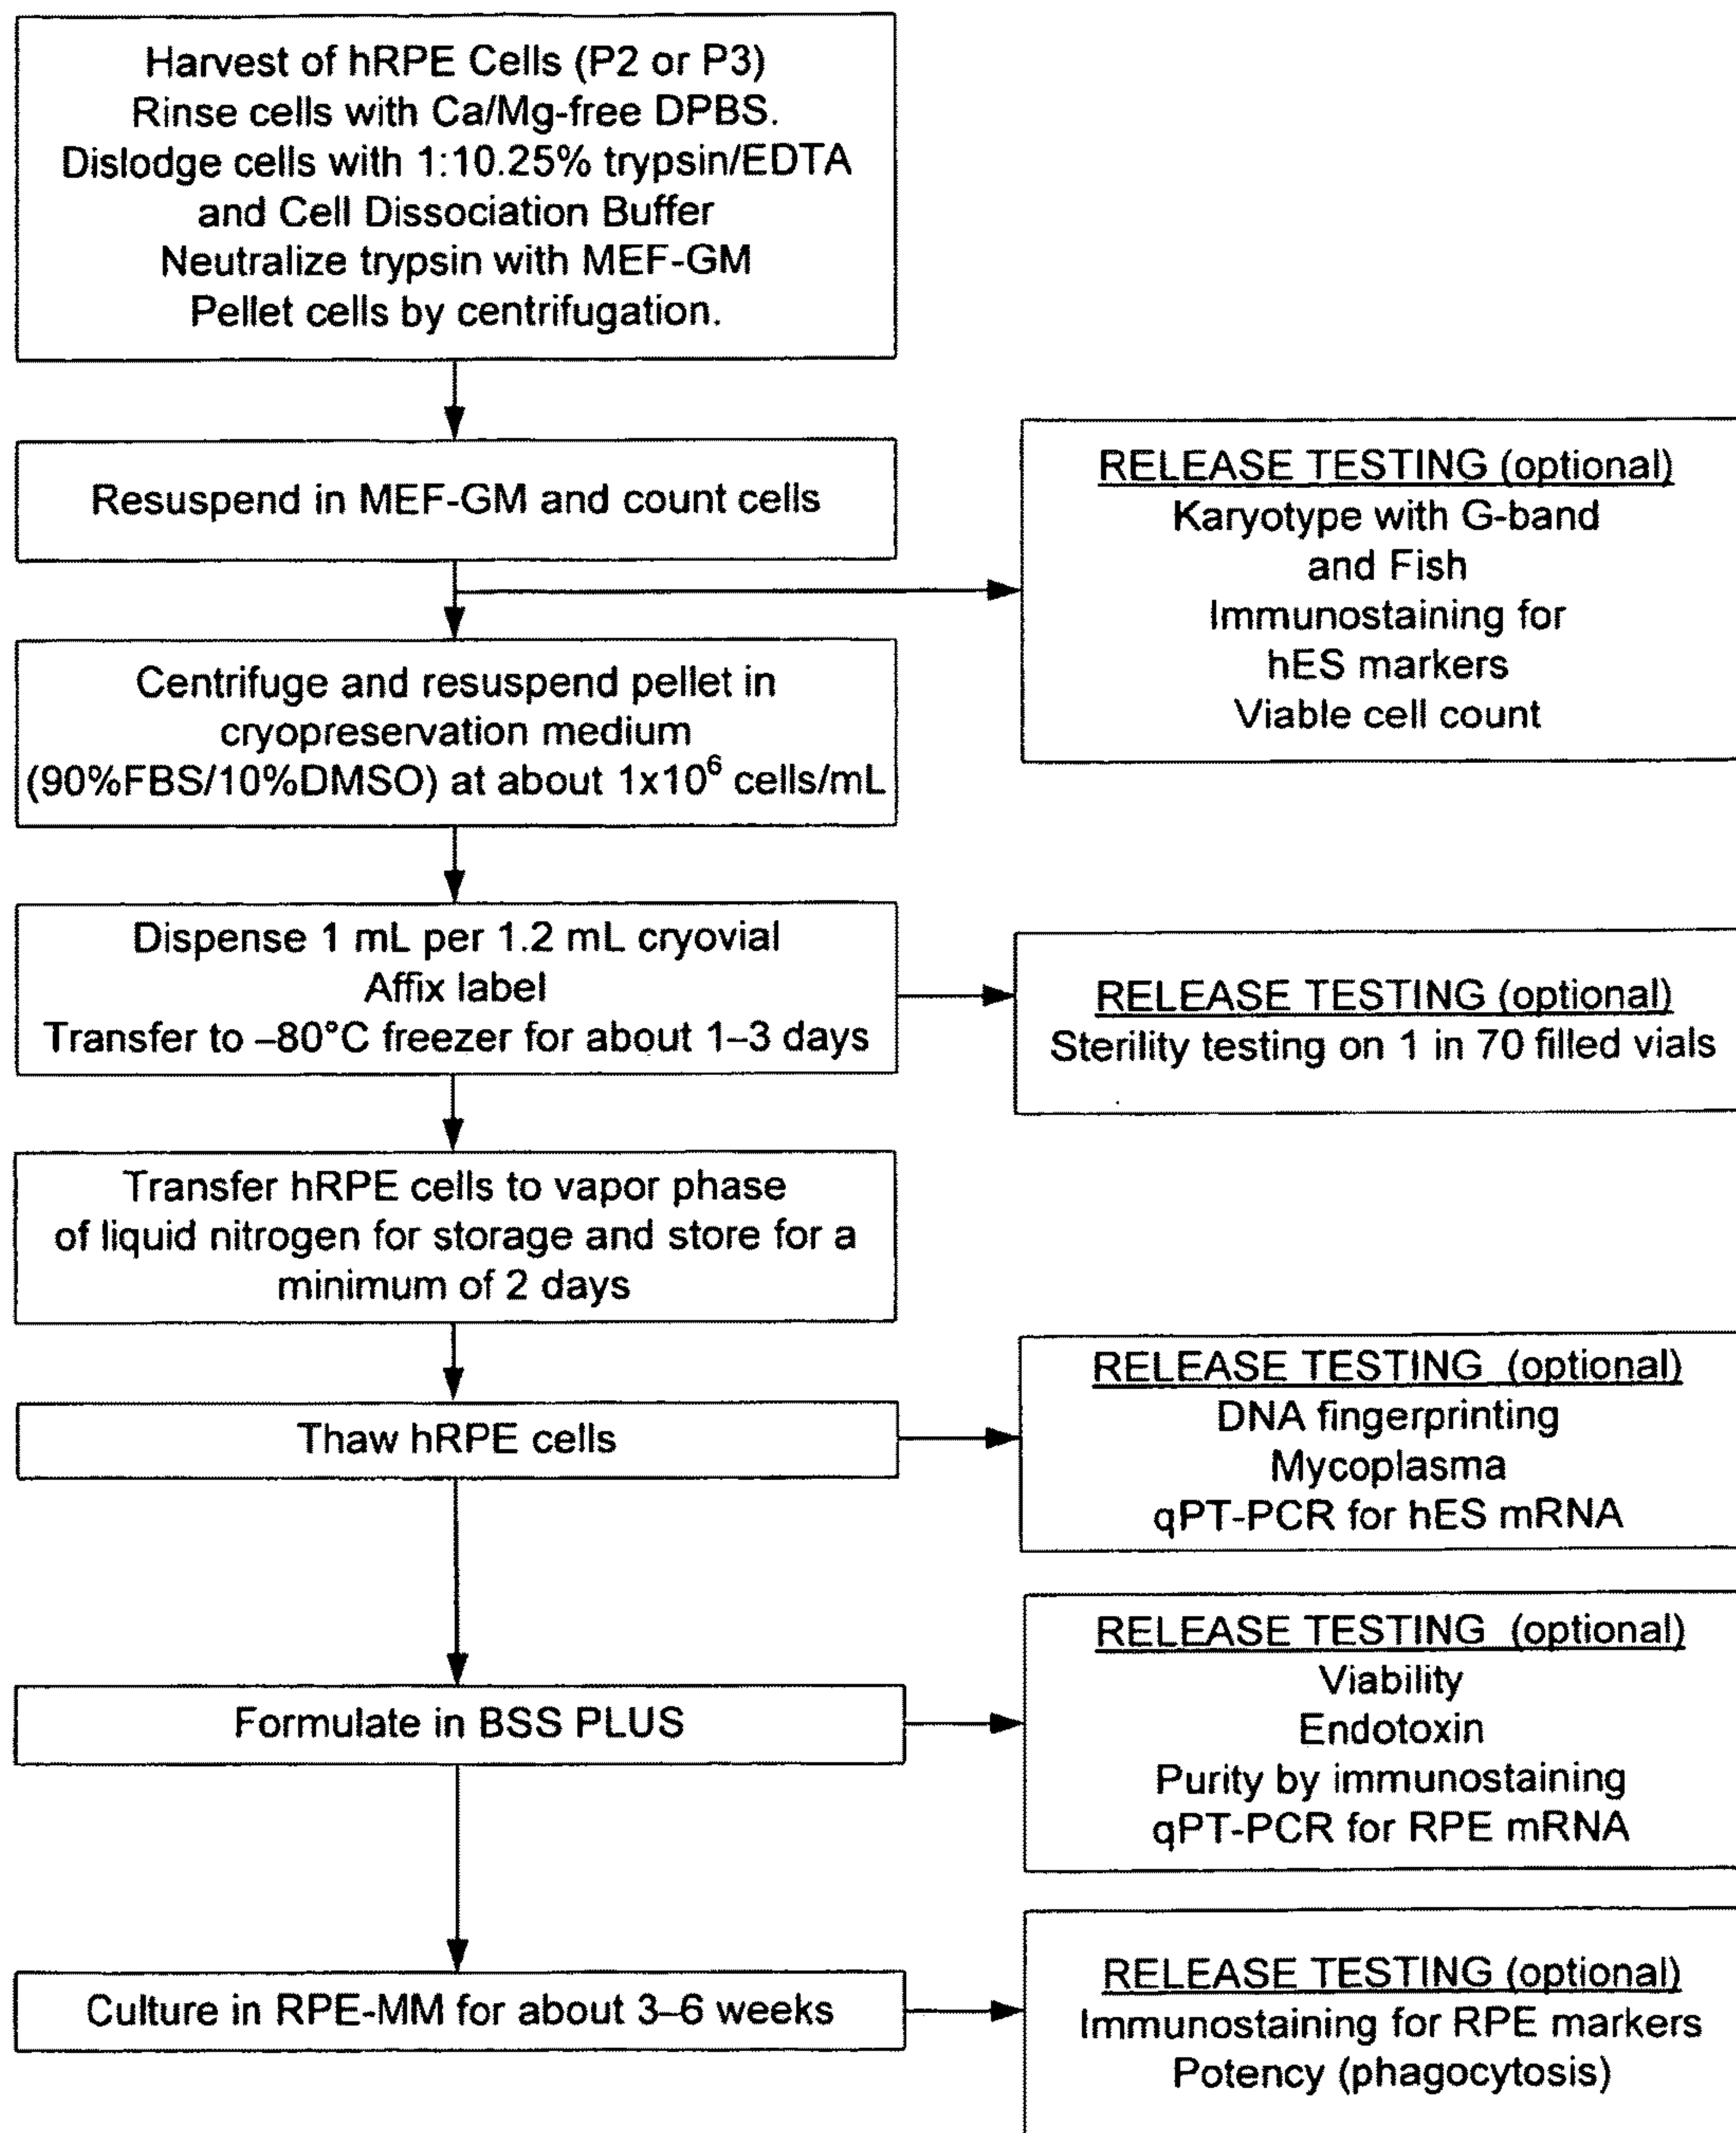 Harvest of hRPE Cells (P2 or P3)
Rinse cells with Ca/Mg-free DPBS.
Dislodge cells with 1:10.25% trypsin/EDTA
and Cell Dissociation Buffer
Neutralize trypsin with MEF-GM
Pellet cells by centrifugation.
Resuspend in MEF-GM and count cells
RELEASE TESTING (optional)
Karyotype with G-band
and Fish
Immunostaining for
hES markers
Viable cell count
Centrifuge and resuspend pellet in
cryopreservation medium
(90%FBS/10%DMSO) at about 1x10⁶ cells/mL
Dispense 1 mL per 1.2 mL cryovial
Affix label
Transfer to –80°C freezer for about 1–3 days
RELEASE TESTING (optional)
Sterility testing on 1 in 70 filled vials
Transfer hRPE cells to vapor phase
of liquid nitrogen for storage and store for a
minimum of 2 days
Thaw hRPE cells
RELEASE TESTING (optional)
DNA fingerprinting
Mycoplasma
qPT-PCR for hES mRNA
Formulate in BSS PLUS
RELEASE TESTING (optional)
Viability
Endotoxin
Purity by immunostaining
qPT-PCR for RPE mRNA
Culture in RPE-MM for about 3–6 weeks
RELEASE TESTING (optional)
Immunostaining for RPE markers
Potency (phagocytosis)